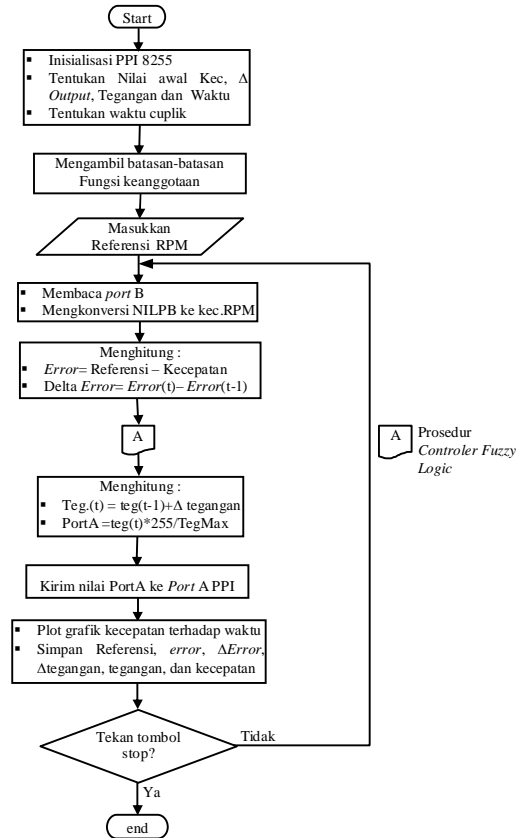 Start
▪ Inisialisasi PPI 8255
▪ Tentukan Nilai awal Kec, Δ
Output, Tegangan dan Waktu
▪ Tentukan waktu cuplik
Mengambil batasan-batasan
Fungsi keanggotaan
Masukkan
Referensi RPM
▪ Membaca port B
▪ Mengkonversi NILPB ke kec.RPM
Menghitung :
▪ Error= Referensi – Kecepatan
▪ Delta Error= Error(t)– Error(t-1)
A
A Prosedur
Controler Fuzzy
Logic
Menghitung :
▪ Teg.(t) = teg(t-1)+Δ tegangan
▪ PortA =teg(t)*255/TegMax
Kirim nilai PortA ke Port A PPI
▪ Plot grafik kecepatan terhadap waktu
▪ Simpan Referensi, error, ΔError,
Δtegangan, tegangan, dan kecepatan
Tekan tombol
stop?
Tidak
Ya
end